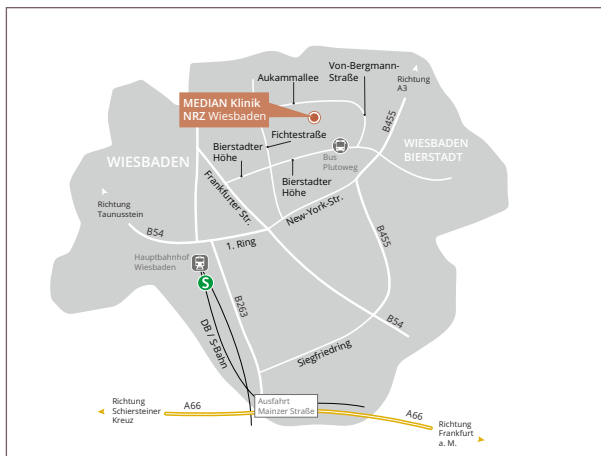 Von-Bergmann-
Straße
Aukammallee
Richtung
A3
MEDIAN Klinik
NRZ Wiesbaden
B455
Fichtestraße
Bierstadter
Höhe
Bus
Plutoweg
WIESBADEN
BIERSTADT
WIESBADEN
Bierstadter
Höhe
Frankfurter Str.
New-York-Str.
Richtung
Taunusstein
B54
1. Ring
B455
Hauptbahnhof
Wiesbaden
S
B263
DB / S-Bahn
B54
Siegfriedring
Richtung
Schiersteiner
Kreuz
A66
Ausfahrt
Mainzer Straße
A66
Richtung
Frankfurt
a. M.